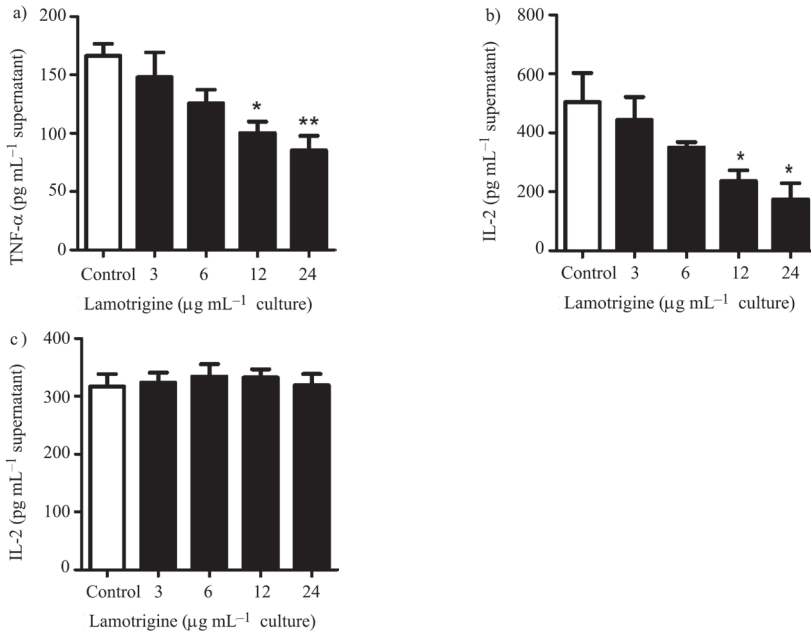 a)
TNF-α (pg mL⁻¹ supernatant)
200
150
100
50
0
*
**
Control 3 6 12 24
Lamotrigine (μg mL⁻¹ culture)
b)
IL-2 (pg mL⁻¹ supernatant)
800
600
400
200
0
*
*
Control 3 6 12 24
Lamotrigine (μg mL⁻¹ culture)
c )
IL-2 (pg mL⁻¹ supernatant)
400
300
200
100
0
Control 3 6 12 24
Lamotrigine (μg mL⁻¹ culture)